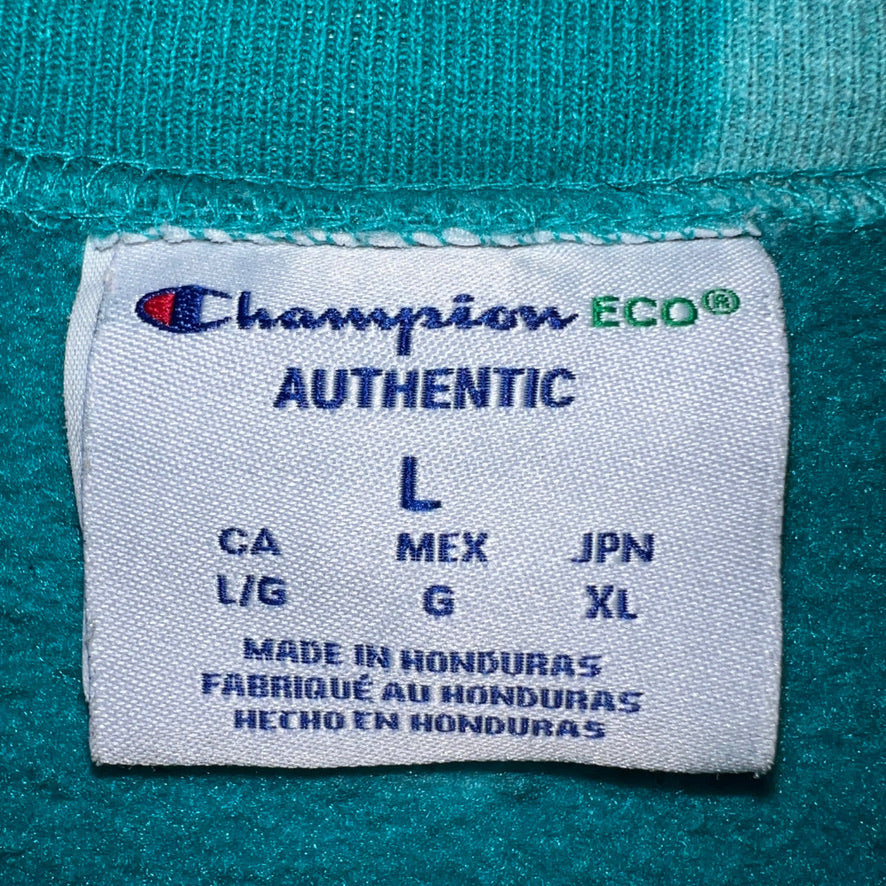 Champion ECO®
AUTHENTIC
L
CA MEX JPN
L/G G XL
MADE IN HONDURAS
FABRIQUÉ AU HONDURAS
HECHO EN HONDURAS